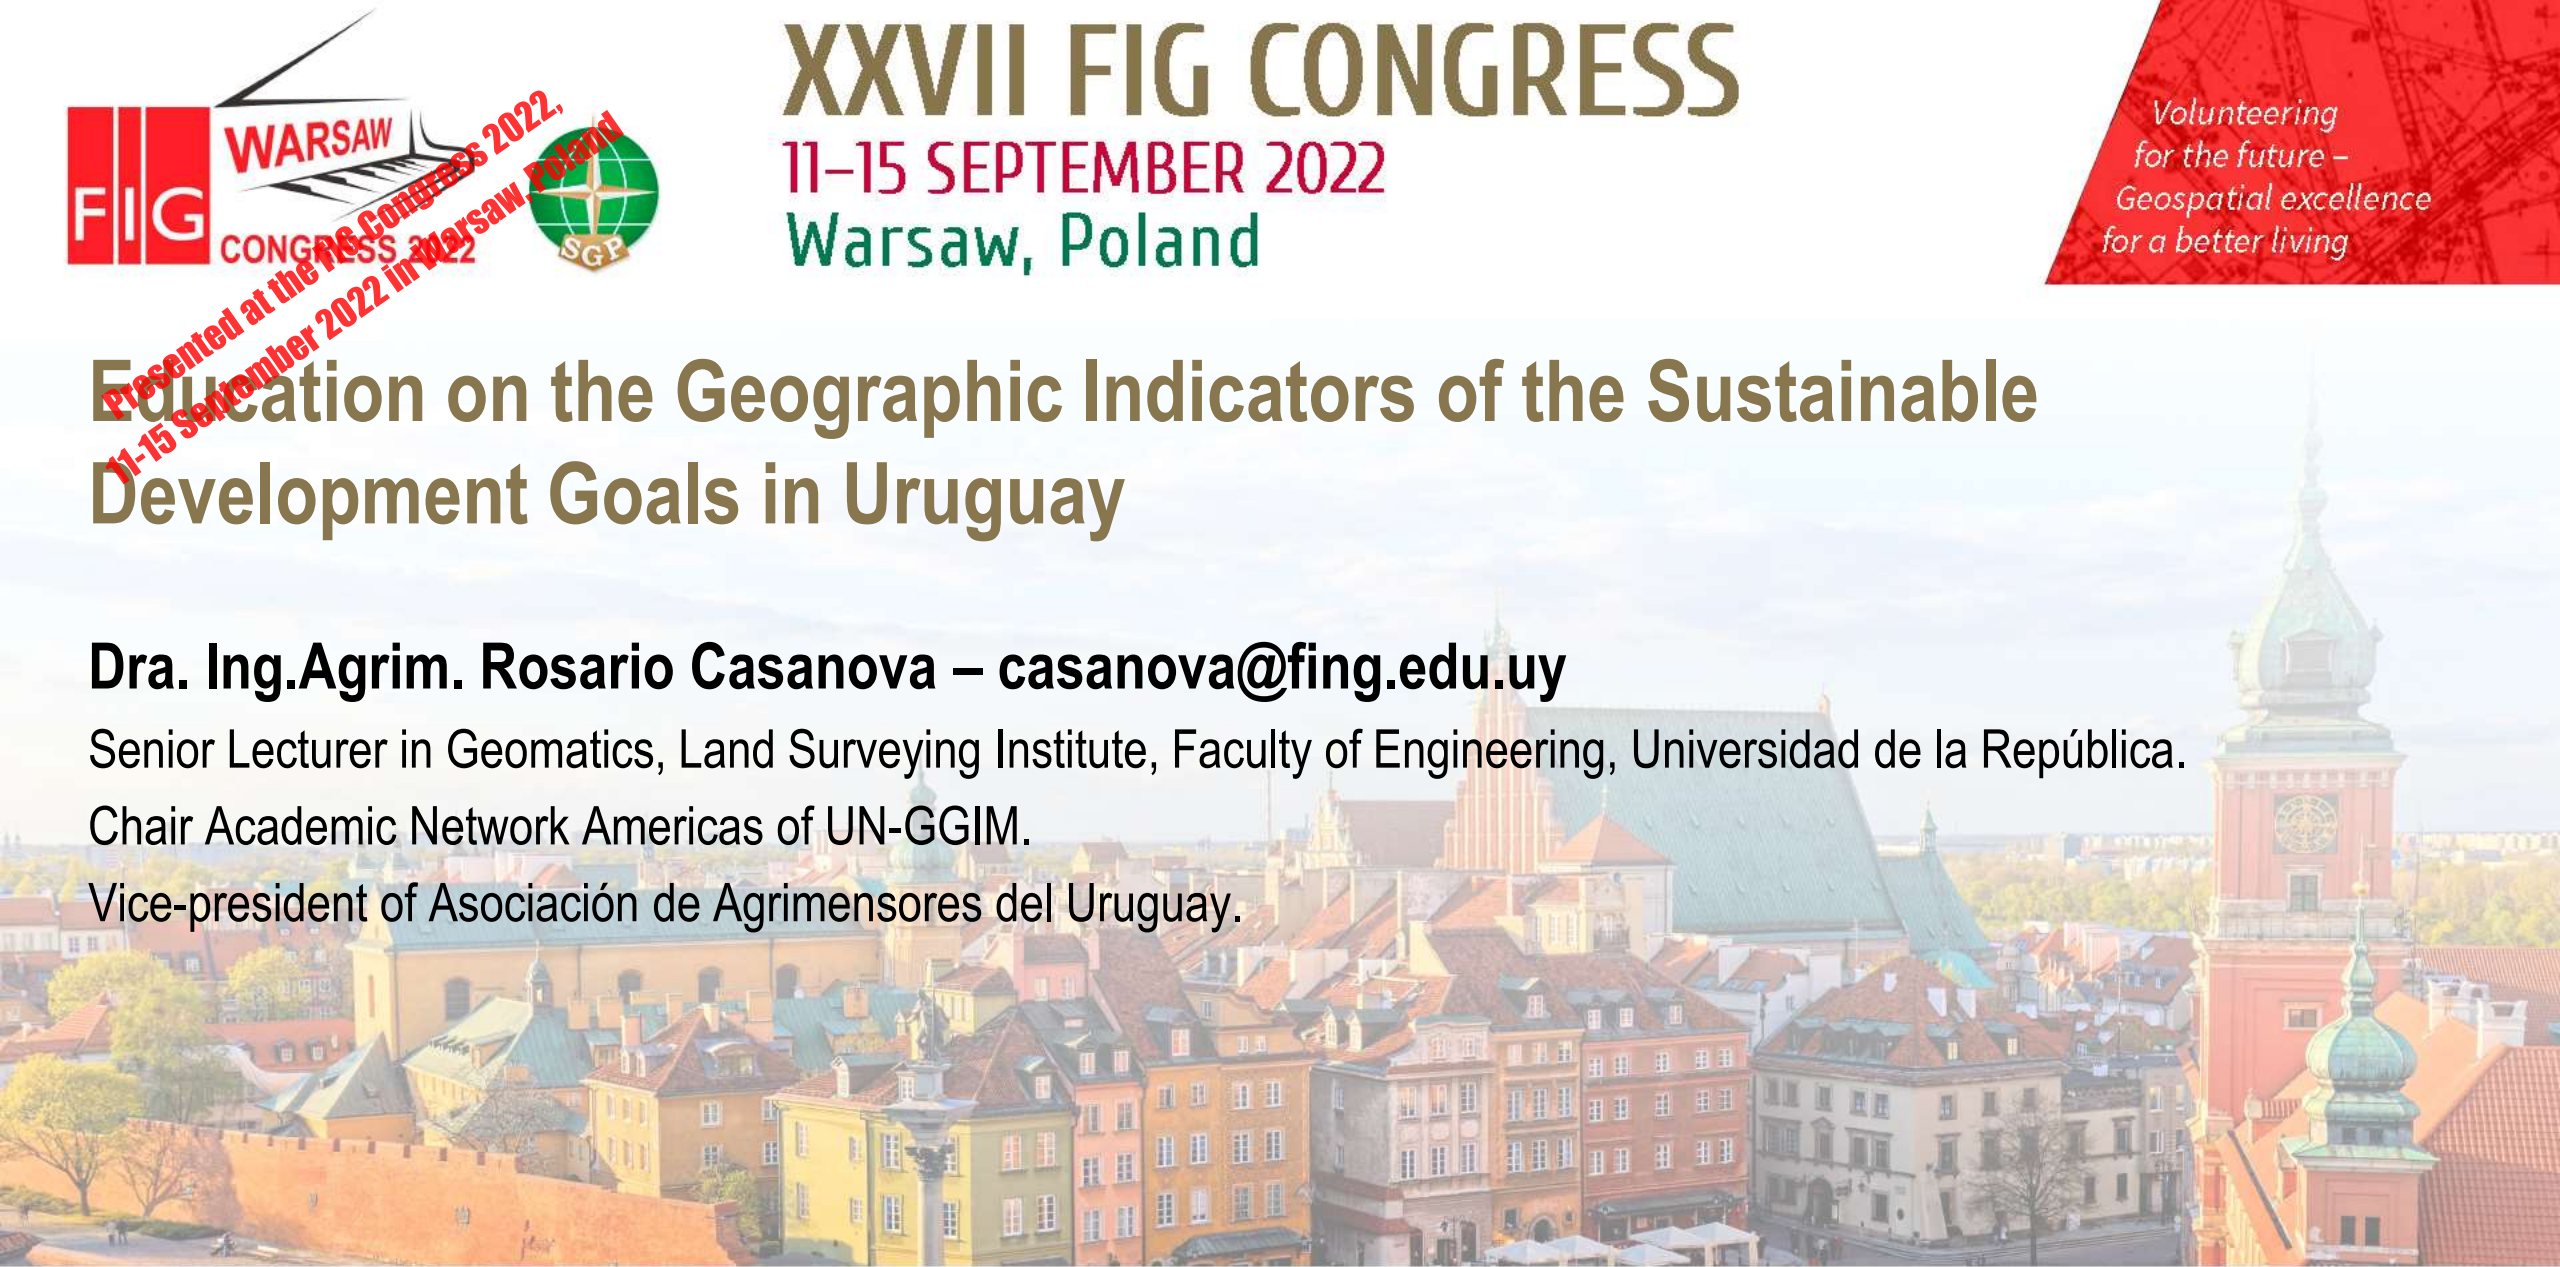 FIG
WARSAW
CONGRESS 2022
SGP
Presented at the FIG Congress 2022,
11-15 September 2022 in Warsaw, Poland
XXVII FIG CONGRESS
11–15 SEPTEMBER 2022
Warsaw, Poland
Volunteering
for the future –
Geospatial excellence
for a better living
Education on the Geographic Indicators of the Sustainable
Development Goals in Uruguay
Dra. Ing.Agrim. Rosario Casanova – casanova@fing.edu.uy
Senior Lecturer in Geomatics, Land Surveying Institute, Faculty of Engineering, Universidad de la República.
Chair Academic Network Americas of UN-GGIM.
Vice-president of Asociación de Agrimensores del Uruguay.